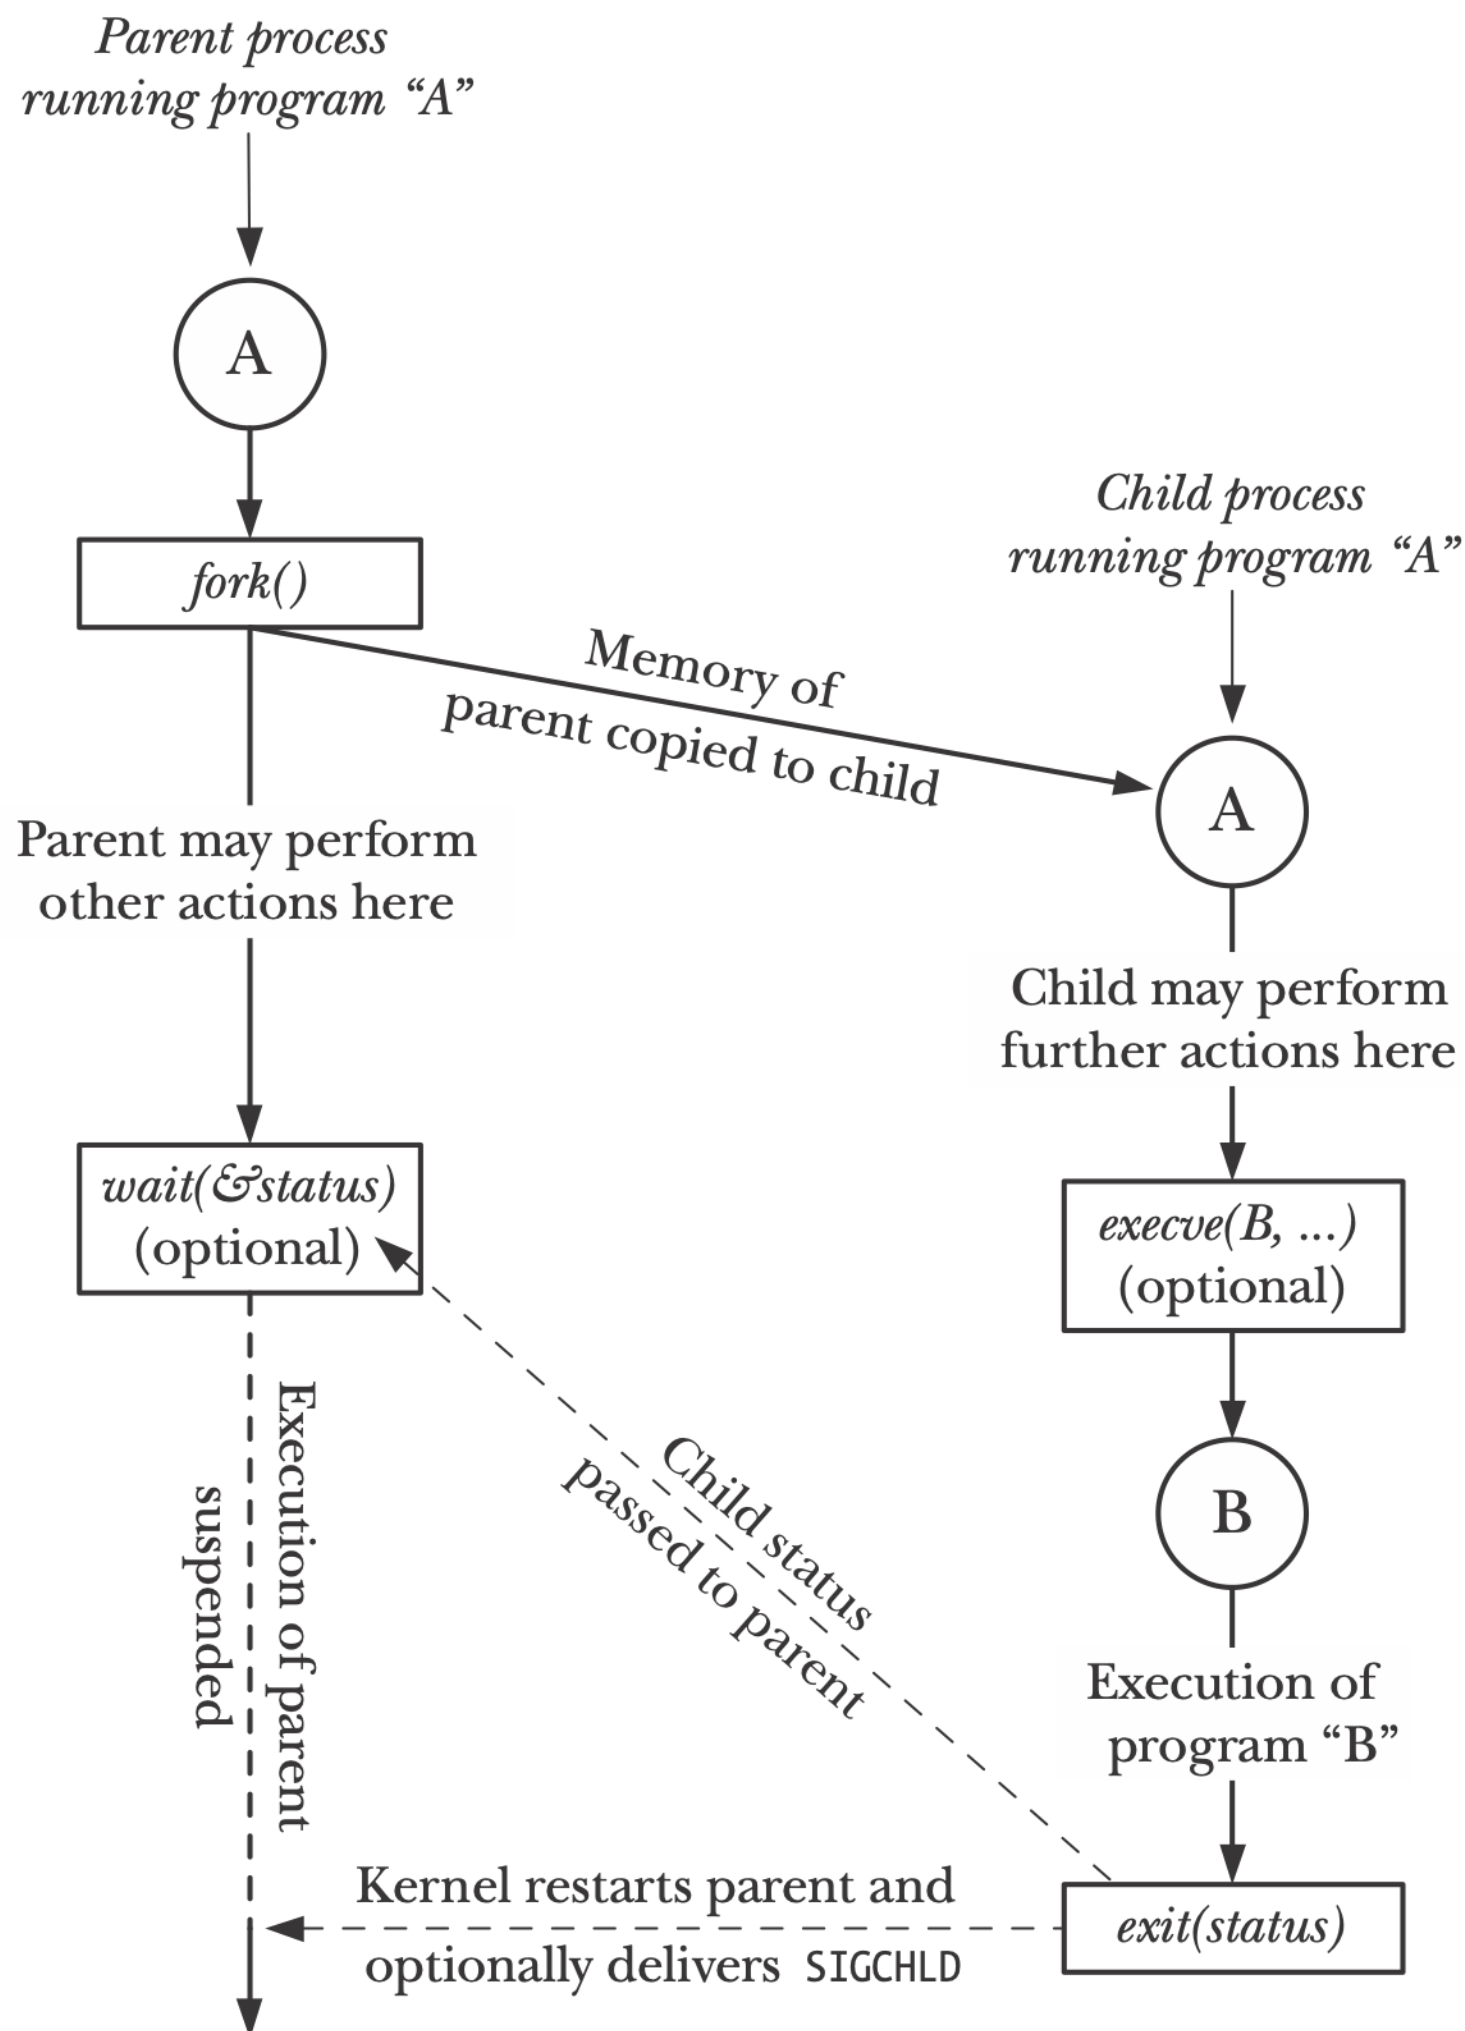 Parent process
running program “A”
A
fork()
Memory of
parent copied to child
Child process
running program “A”
A
Parent may perform
other actions here
Child may perform
further actions here
wait(&status)
(optional)
execve(B, ...)
(optional)
B
Execution of parent
suspended
Child status
passed to parent
Execution of
program “B”
Kernel restarts parent and
optionally delivers SIGCHLD
exit(status)